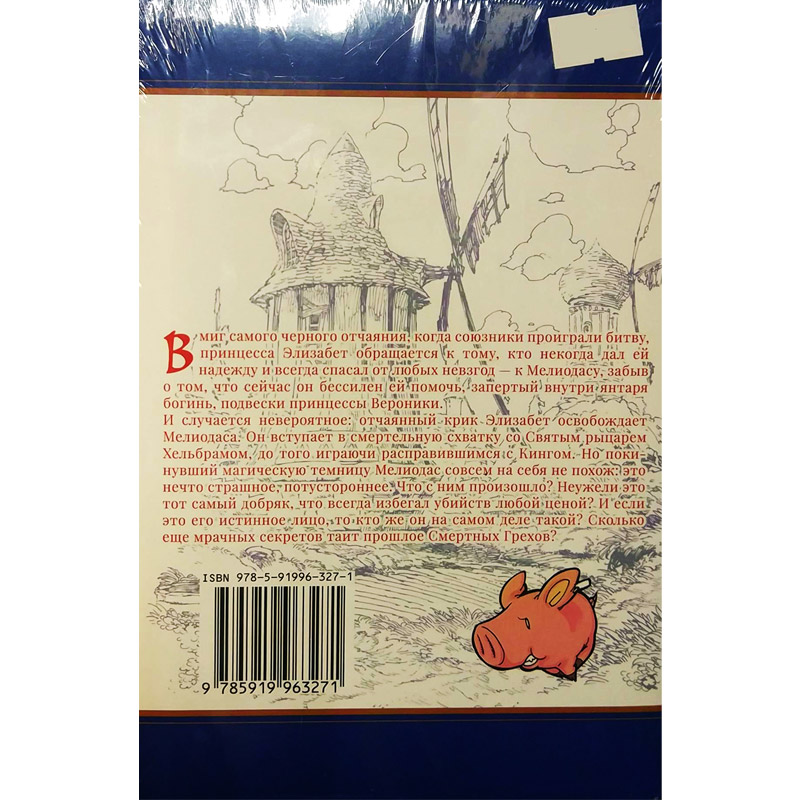 В миг самого черного отчаяния, когда союзники проиграли битву,
принцесса Элизабет обращается к тому, кто некогда дал ей
надежду и всегда спасал от любых невзгод — к Мелиодасу, забыв
о том, что сейчас он бессилен ей помочь, запертый внутри янтаря
богинь, подвески принцессы Вероники.
И случается невероятное: отчаянный крик Элизабет освобождает
Мелиодаса. Он вступает в смертельную схватку со Святым рыцарем
Хельбрамом, до того играючи расправившимся с Кингом. Но поки-
нувший магическую темницу Мелиодас совсем на себя не похож: это
нечто страшное, потустороннее. Что с ним произошло? Неужели это
тот самый добряк, что всегда избегал убийств любой ценой? И если
это его истинное лицо, то кто же он на самом деле такой? Сколько
еще мрачных секретов таит прошлое Смертных Грехов?
ISBN 978-5-91996-327-1
9 785919 963271